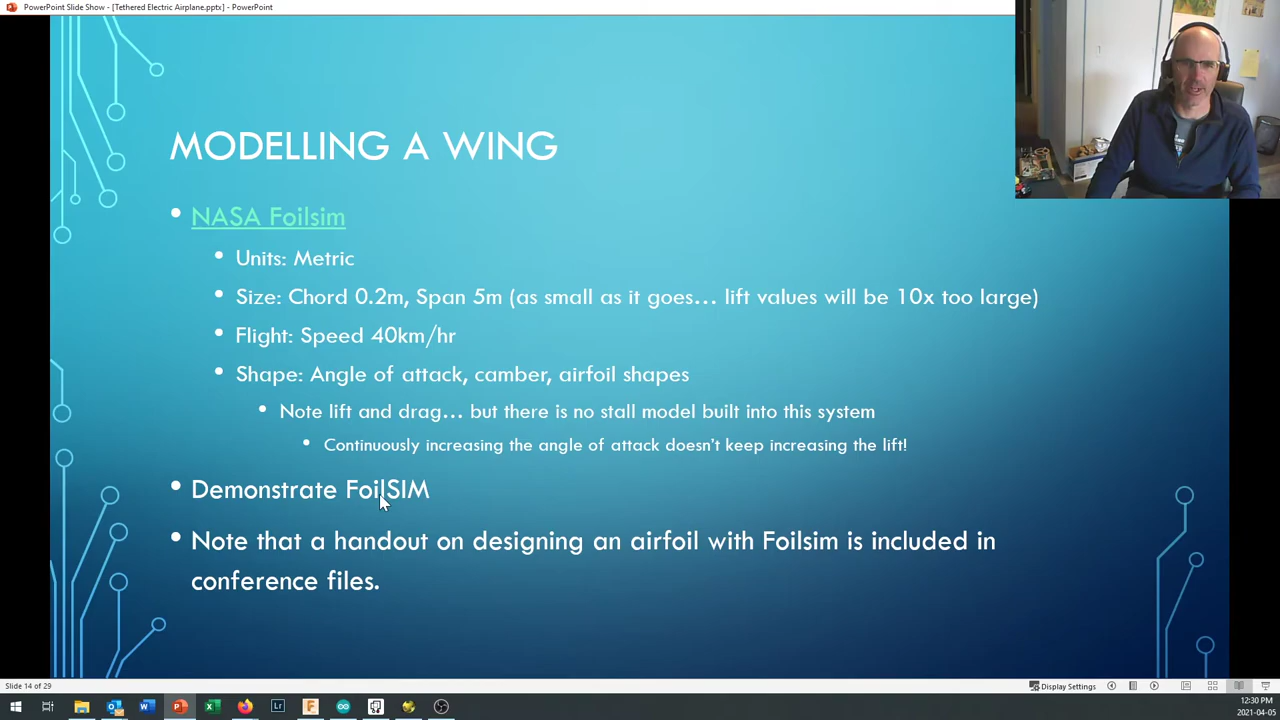 PowerPoint Slide Show - [Tethered Electric Airplane.pptx] - PowerPoint
MODELLING A WING
• NASA Foilsim
• Units: Metric
• Size: Chord 0.2m, Span 5m (as small as it goes... lift values will be 10x too large)
• Flight: Speed 40km/hr
• Shape: Angle of attack, camber, airfoil shapes
• Note lift and drag... but there is no stall model built into this system
• Continuously increasing the angle of attack doesn't keep increasing the lift!
• Demonstrate FoilSIM
• Note that a handout on designing an airfoil with Foilsim is included in
conference files.
Slide 14 of 29
Display Settings
12:30 PM
2021-04-05